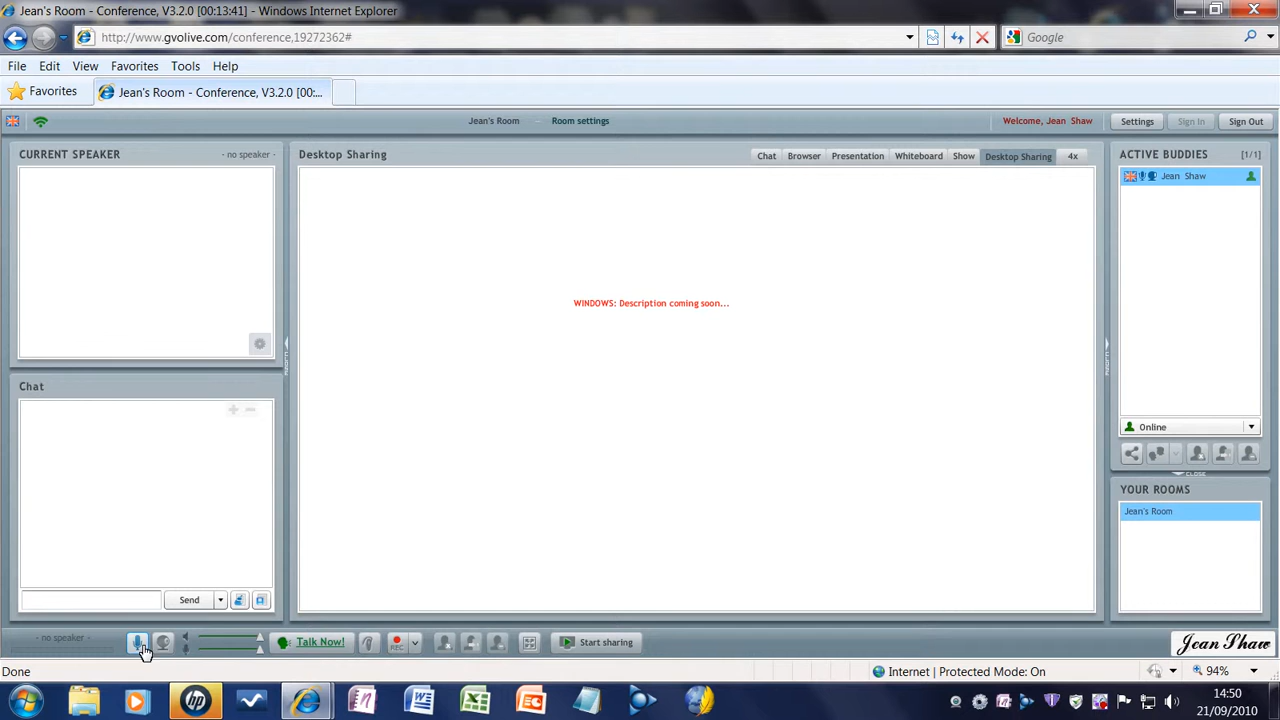 Jean's Room - Conference, V3.2.0 [00:13:41] - Windows Internet Explorer
http://www.gvolive.com/conference,19272362#
Google
File Edit View Favorites Tools Help
Favorites
Jean's Room - Conference, V3.2.0 [00:...
Jean's Room
Room settings
Welcome, Jean Shaw
Settings
Sign In
Sign Out
CURRENT SPEAKER
- no speaker -
Desktop Sharing
Chat
Browser
Presentation
Whiteboard
Show
Desktop Sharing
4x
ACTIVE BUDDIES
[1/1]
Jean Shaw
WINDOWS: Description coming soon...
Chat
Online
CLOSE
YOUR ROOMS
Jean's Room
Send
- no speaker -
Talk Now!
REC
Start sharing
Jean Shaw
Done
Internet | Protected Mode: On
94%
14:50
21/09/2010